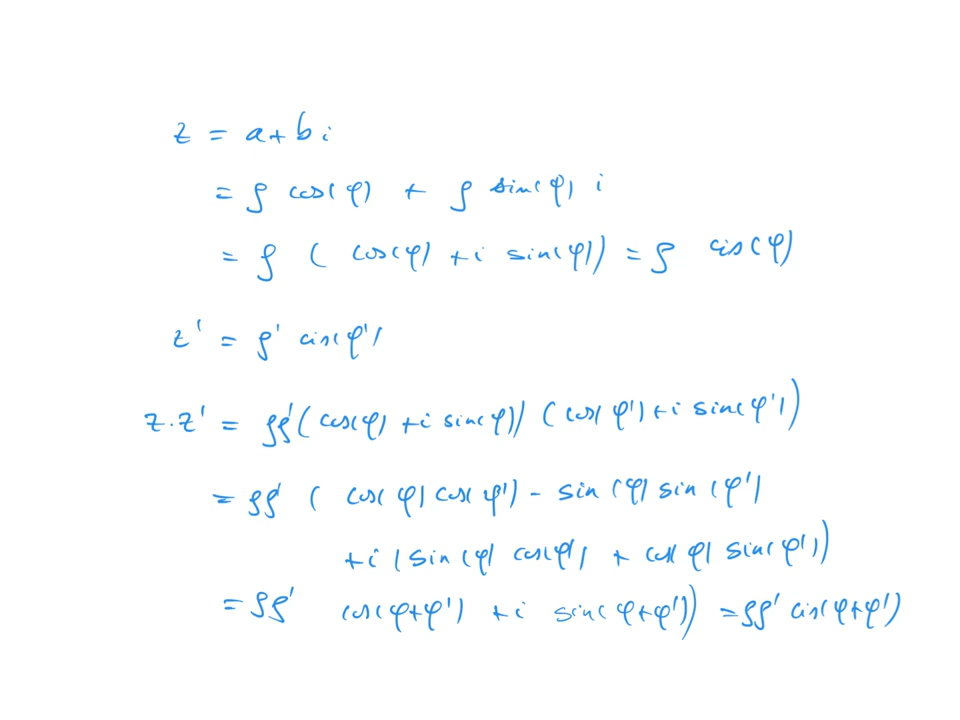 z = a+bi
= ρ cos(φ) + ρ sin(φ) i
= ρ ( cos(φ) + i sin(φ)) = ρ cis(φ)
z' = ρ' cis(φ')
z·z' = ρρ' ( cos(φ) + i sin(φ)) ( cos(φ') + i sin(φ'))
= ρρ' ( cos(φ) cos(φ') - sin(φ) sin(φ')
+i ( sin(φ) cos(φ') + cos(φ) sin(φ'))
= ρρ' cos(φ+φ') + i sin(φ+φ')) = ρρ' cis(φ+φ')